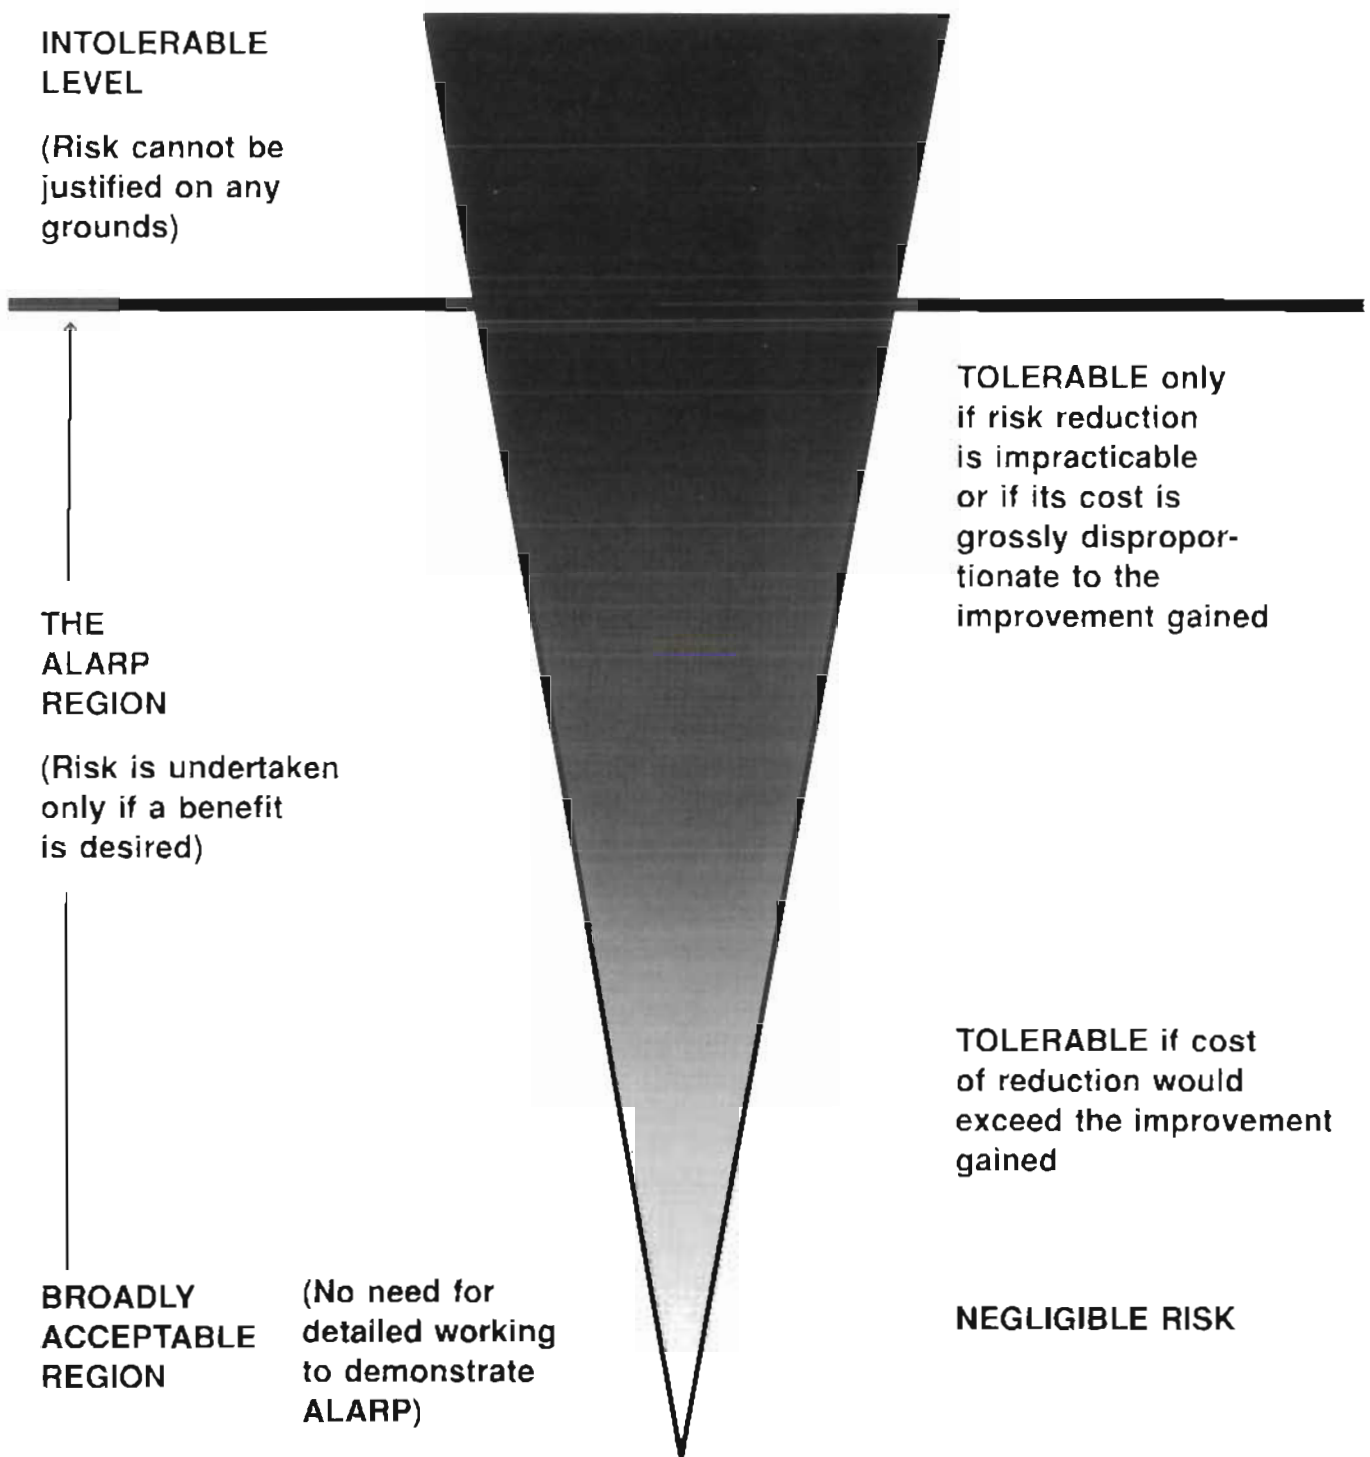 INTOLERABLE
LEVEL
(Risk cannot be
justified on any
grounds)
TOLERABLE only
if risk reduction
is impracticable
or if its cost is
grossly dispropor-
tionate to the
improvement gained
THE
ALARP
REGION
(Risk is undertaken
only if a benefit
is desired)
TOLERABLE if cost
of reduction would
exceed the improvement
gained
BROADLY
ACCEPTABLE
REGION
(No need for
detailed working
to demonstrate
ALARP)
NEGLIGIBLE RISK